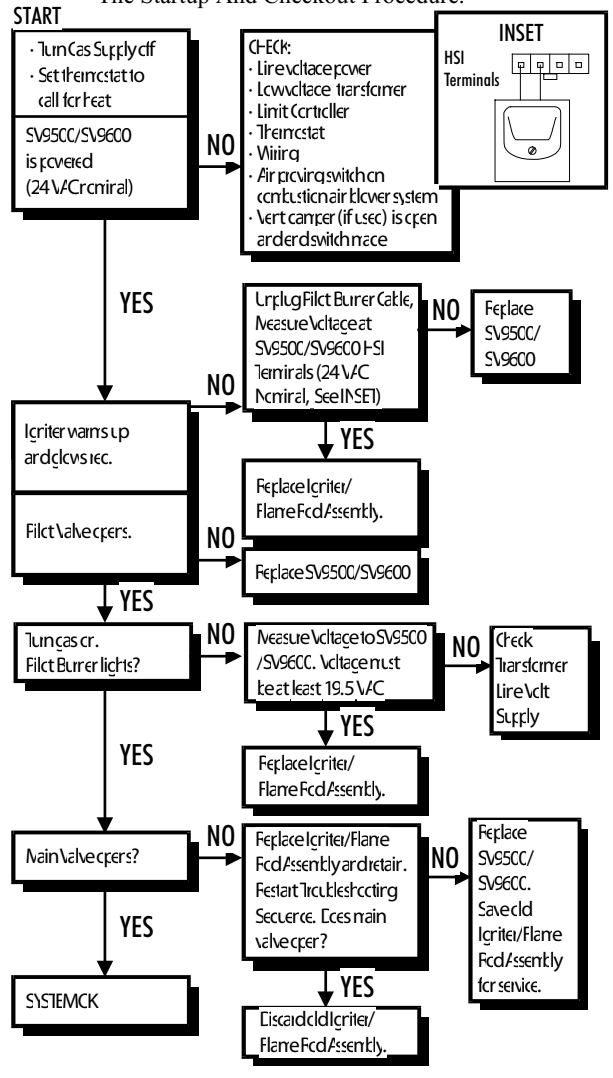 The Startup And Checkout Procedure.
START
· Turn Gas Supply off
· Set thermostat to
call for heat
SV9500/SV9600
is powered
(24 VAC nominal)
NO
CHECK:
· Line voltage power
· Low voltage transformer
· Limit Controller
· Thermostat
· Wiring
· Air proving switch on
combustion air blower system
· Vent damper (if used) is open
and end switch made
INSET
HSI
Terminals
YES
Unplug Pilot Burner Cable,
Measure Voltage at
SV9500/SV9600 HSI
Terminals (24 VAC
Nominal, See INSET)
NO
Replace
SV9500/
SV9600
NO
Igniter warms up
and glows red.
YES
Replace Igniter/
Flame Rod Assembly.
Pilot Valve opens.
NO
Replace SV9500/SV9600
YES
Turn gas on.
Pilot Burner lights?
NO
Measure Voltage to SV9500
/SV9600. Voltage must
be at least 19.5 VAC
NO
Check
Transformer
Line Volt
Supply
YES
Replace Igniter/
Flame Rod Assembly.
YES
Main Valve opens?
NO
Replace Igniter/Flame
Rod Assembly and retain.
Restart Troubleshooting
Sequence. Does main
valve open?
NO
Replace
SV9500/
SV9600.
Save old
Igniter/Flame
Rod Assembly
for service.
YES
SYSTEM OK
YES
Discard old Igniter/
Flame Rod Assembly.